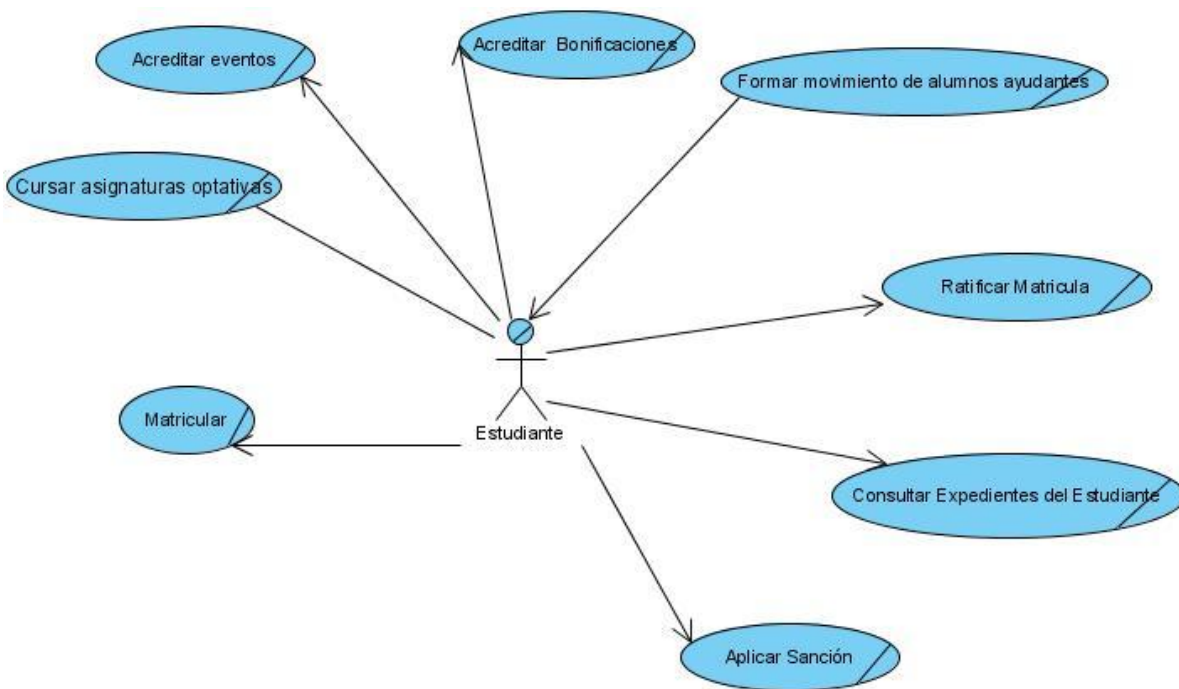 Acreditar eventos
Acreditar Bonificaciones
Formar movimiento de alumnos ayudantes
Cursar asignaturas optativas
Ratificar Matricula
Matricular
Estudiante
Consultar Expedientes del Estudiante
Aplicar Sanción